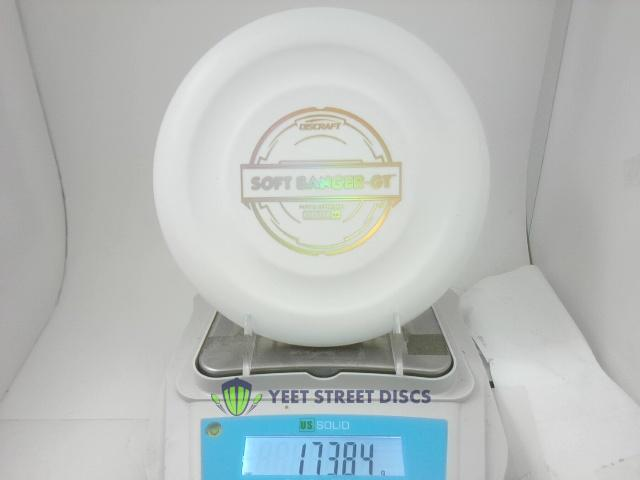 DISCRAFT
SOFT BANGER-GT
YEET STREET DISCS
US SOLID
173.84 g